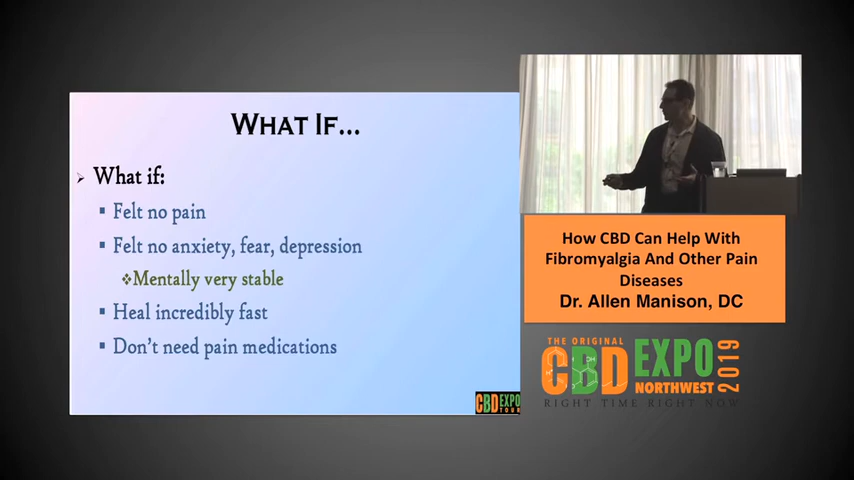 WHAT IF...
What if:
Felt no pain
Felt no anxiety, fear, depression
Mentally very stable
Heal incredibly fast
Don't need pain medications
CBD EXPO
TOUR
How CBD Can Help With
Fibromyalgia And Other Pain
Diseases
Dr. Allen Manison, DC
THE ORIGINAL
CBD EXPO
NORTHWEST 2019
RIGHT TIME RIGHT NOW